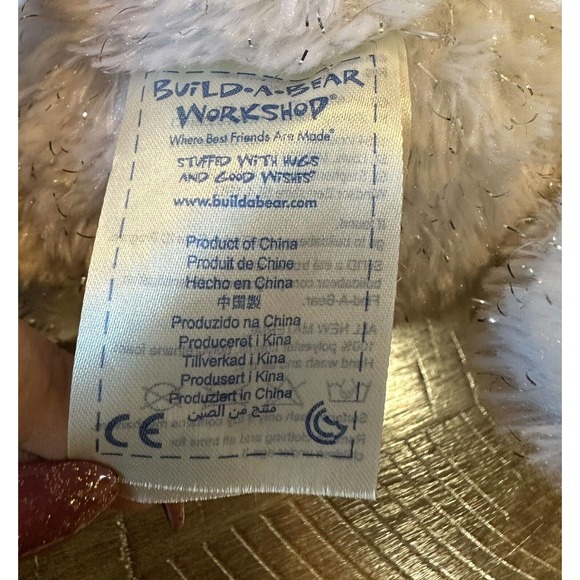 BUILD-A-BEAR
WORKSHOP®
Where Best Friends Are Made®
STUFFED WITH HUGS
AND GOOD WISHES®
www.buildabear.com
Product of China
Produit de Chine
Hecho en China
中国製
Produzido na China
Produceret i Kina
Tillverkad i Kina
Produsert i Kina
Produziert in China
منتج من الصين
CE